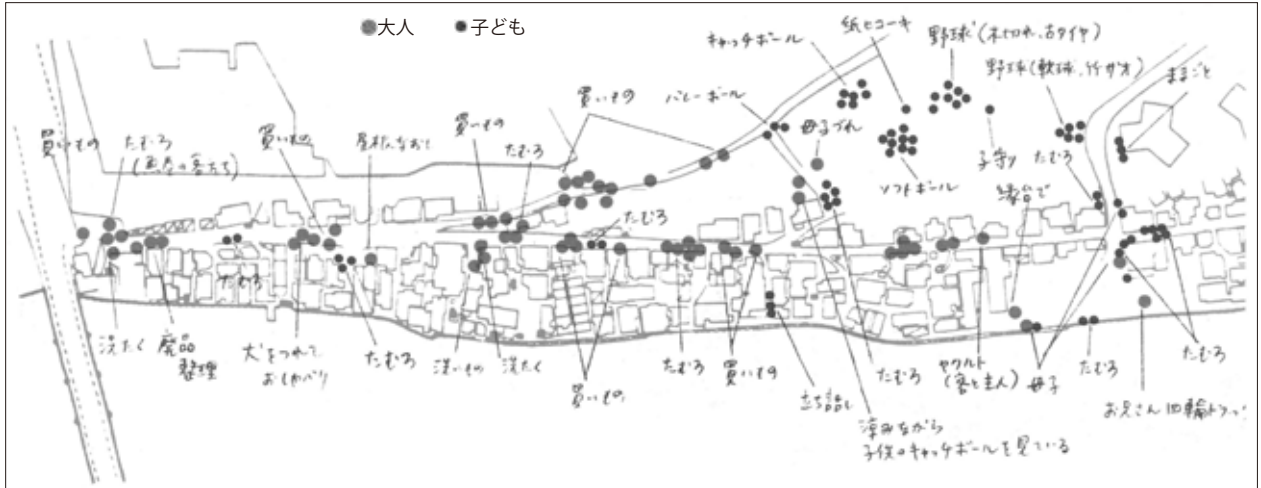 大人
子ども
キャッチボール
紙ヒコーキ
野球(木切れ、古タイヤ)
野球(軟球、竹ザオ)
ままごと
買いもの
バレーボール
母子づれ
子守り
たむろ
ソフトボール
縁台で
買いもの
たむろ
(魚屋の客たち)
買いもの
屋根なおし
買いもの
たむろ
たむろ
洗たく
廃品
整理
たむろ
犬をつれて
おしゃべり
たむろ
洗いもの
洗たく
買いもの
たむろ
買いもの
立ち話し
たむろ
涼みながら
子供のキャッチボールを見ている
ヤクルト
(客と主人)
母子
たむろ
お兄さん四輪トラック
たむろ